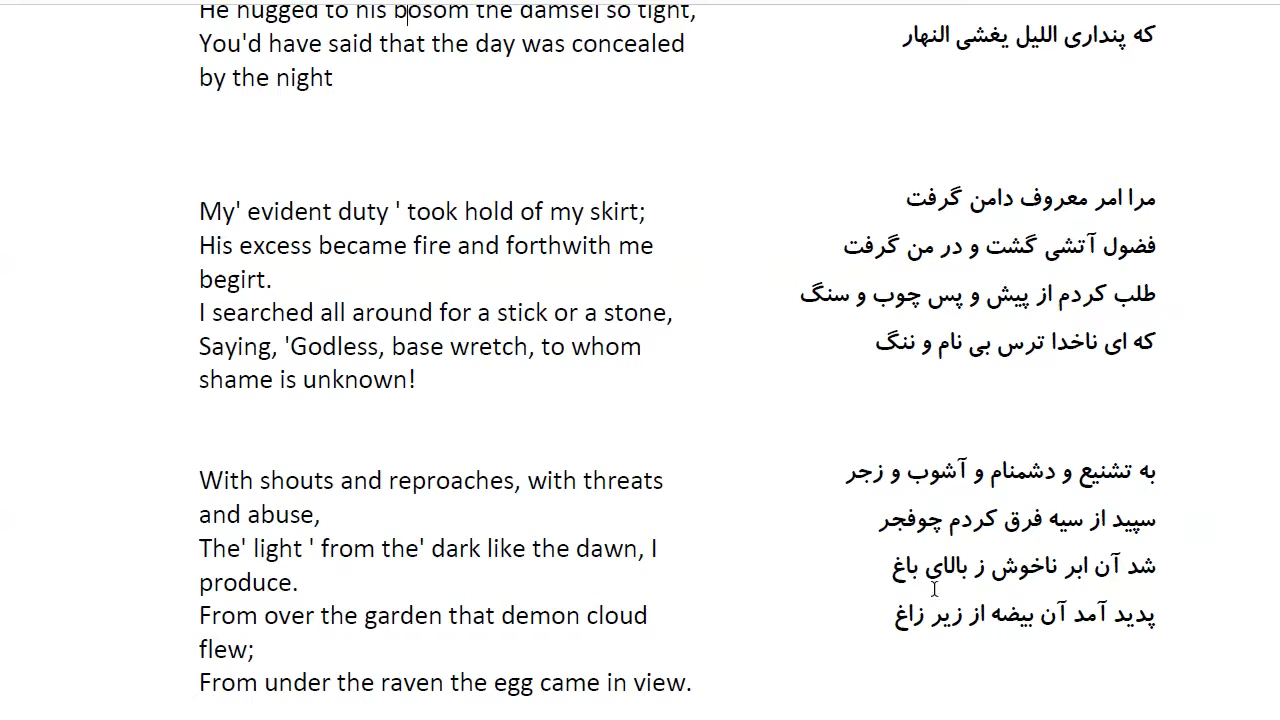 He hugged to his bosom the damsel so tight,
You'd have said that the day was concealed
by the night
که پنداری اللیل یغشی النهار
My' evident duty ' took hold of my skirt;
His excess became fire and forthwith me
begirt.
I searched all around for a stick or a stone,
Saying, 'Godless, base wretch, to whom
shame is unknown!
مرا امر معروف دامن گرفت
فضول آتشی گشت و در من گرفت
طلب کردم از پیش و پس چوب و سنگ
که ای ناخدا ترس بی نام و ننگ
With shouts and reproaches, with threats
and abuse,
The' light ' from the' dark like the dawn, I
produce.
From over the garden that demon cloud
flew;
From under the raven the egg came in view.
به تشنیع و دشمنام و آشوب و زجر
سپید از سیه فرق کردم چوفجر
شد آن ابر ناخوش ز بالای باغ
پدید آمد آن بیضه از زیر زاغ